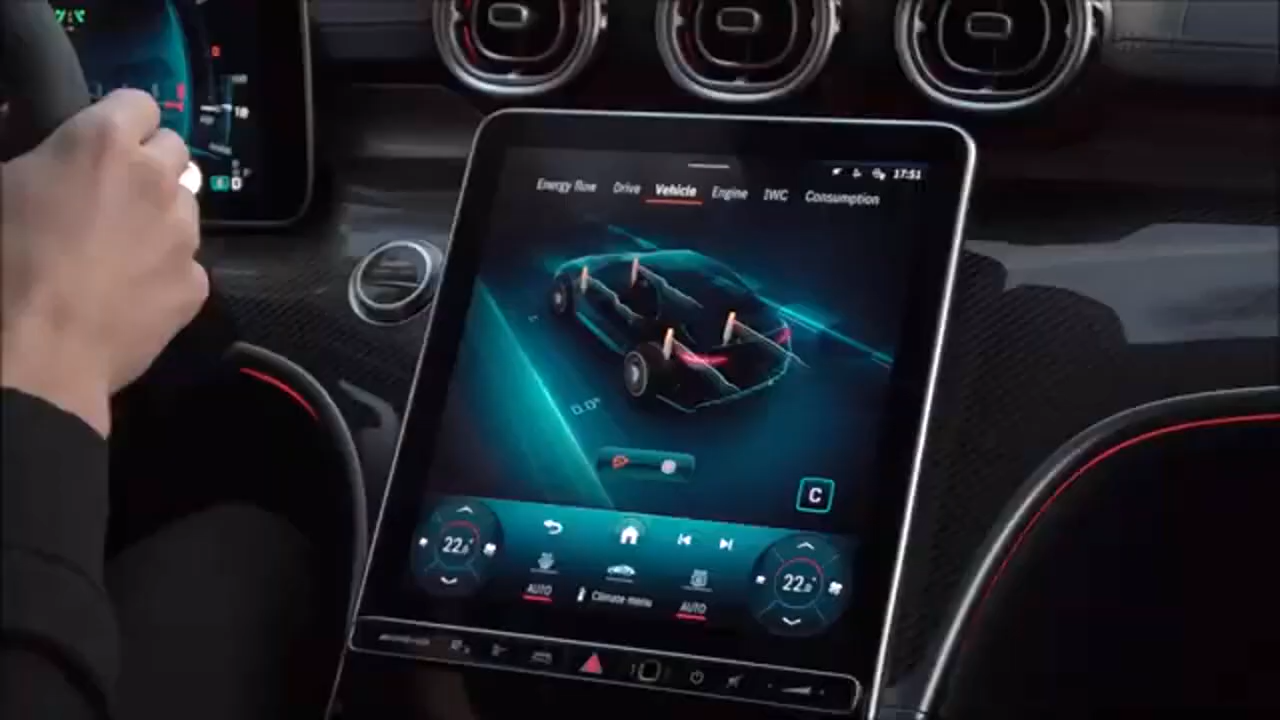 17:51
Energy flow Drive Vehicle Engine IWC Consumption
0.0°
C
22.0 22.0
AUTO Climate menu AUTO